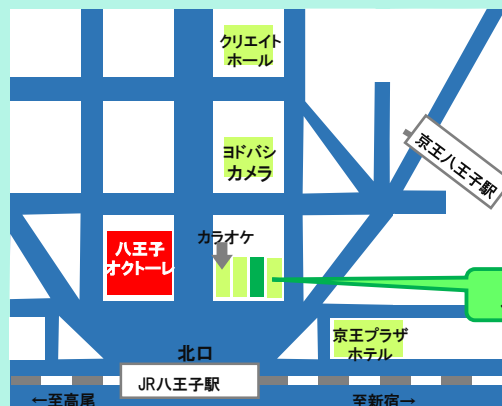 クリエイト
ホール
ヨドバシ
カメラ
京王八王子駅
カラオケ
八王子
オクトーレ
京王プラザ
ホテル
北口
JR八王子駅
←至高尾
至新宿→